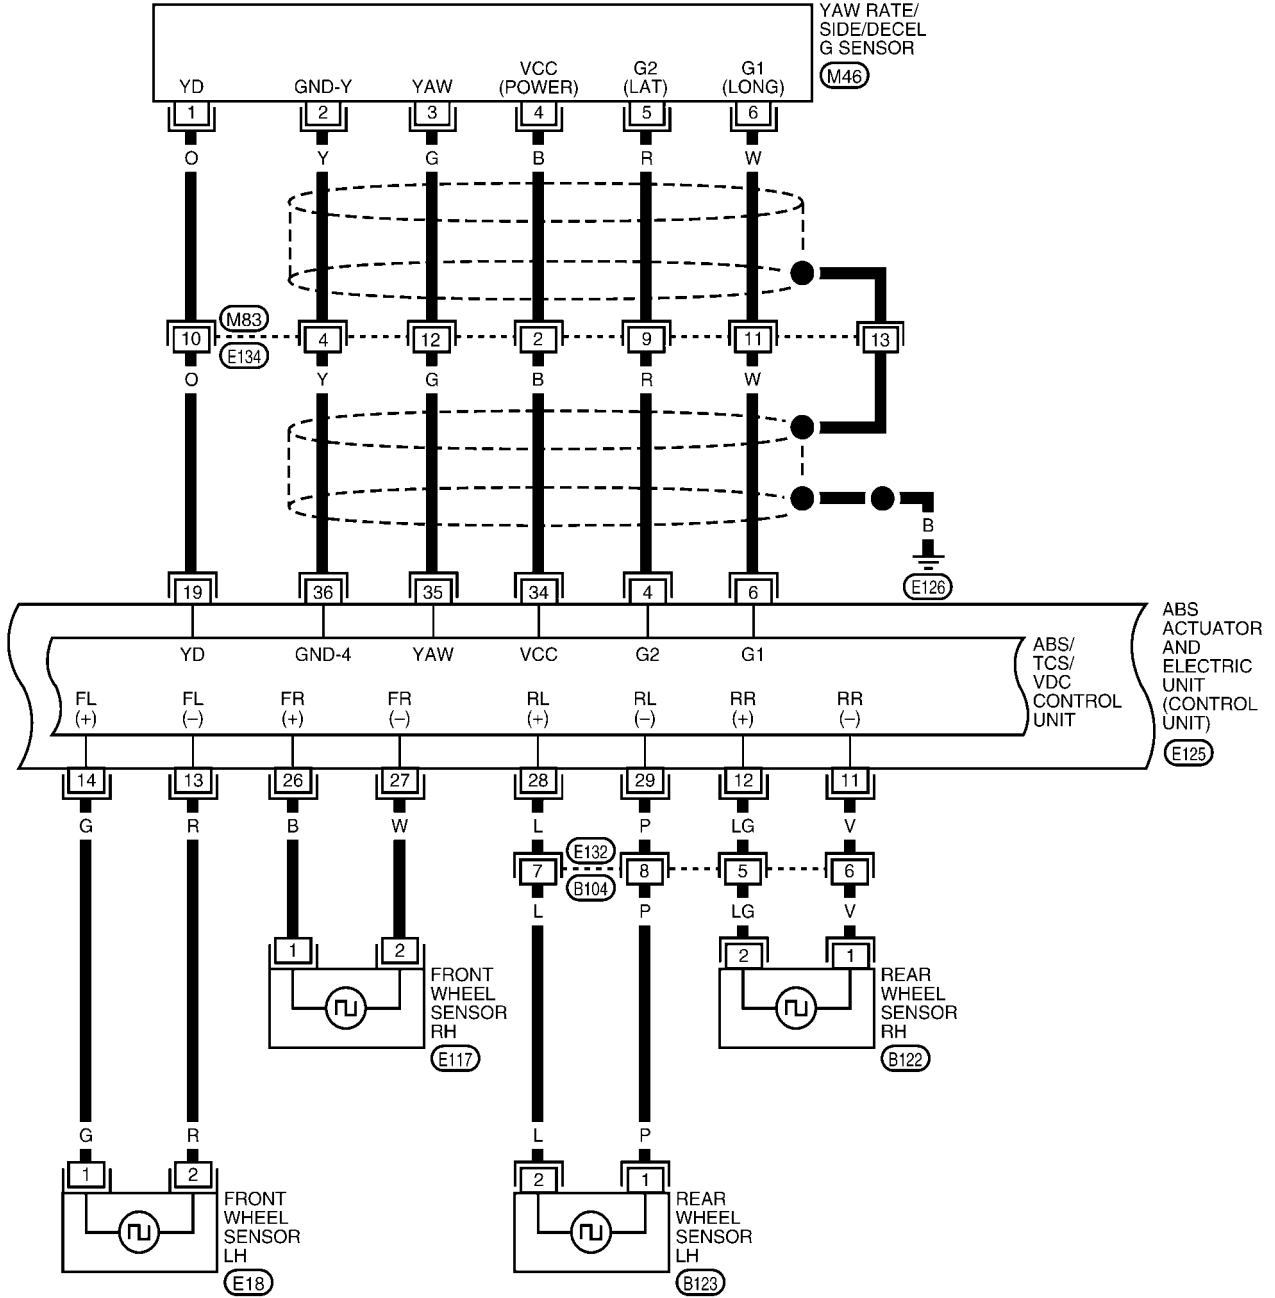 YAW RATE/
SIDE/DECEL
G SENSOR
M46
YD GND-Y YAW VCC (POWER) G2 (LAT) G1 (LONG)
1 2 3 4 5 6
O Y G B R W
M83
10 4 12 2 9 11 13
E134
O Y G B R W
B
E126
19 36 35 34 4 6
ABS
ACTUATOR
AND
ELECTRIC
UNIT
(CONTROL
UNIT)
E125
YD GND-4 YAW VCC G2 G1
ABS/
TCS/
VDC
CONTROL
UNIT
FL FL FR FR RL RL RR RR
(+) (–) (+) (–) (+) (–) (+) (–)
14 13 26 27 28 29 12 11
G R B W L P LG V
E132
7 8 5 6
B104
L P LG V
1 2 2 1
FRONT
WHEEL
SENSOR
RH
E117
REAR
WHEEL
SENSOR
RH
B122
G R L P
1 2 2 1
FRONT
WHEEL
SENSOR
LH
E18
REAR
WHEEL
SENSOR
LH
B123